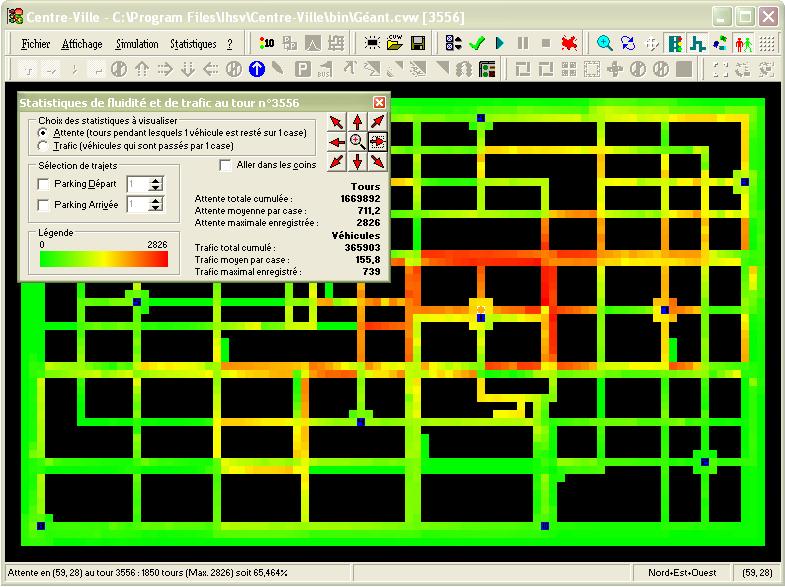 Centre-Ville - C:\Program Files\lhsv\Centre-Ville\bin\Géant.cvw [3556]
Fichier Affichage Simulation Statistiques ?
:10
CVW
P
BUS
Statistiques de fluidité et de trafic au tour n°3556
Choix des statistiques à visualiser
Attente (tours pendant lesquels 1 véhicule est resté sur 1 case)
Trafic (véhicules qui sont passés par 1 case)
Sélection de trajets
Aller dans les coins
Parking Départ 1
Parking Arrivée 1
Tours
Attente totale cumulée : 1669892
Attente moyenne par case : 711,2
Attente maximale enregistrée : 2826
Véhicules
Trafic total cumulé : 365903
Trafic moyen par case : 155,8
Trafic maximal enregistré : 739
Légende
0 2826
Attente en (59, 28) au tour 3556 : 1850 tours (Max. 2826) soit 65,464%
Nord+Est+Ouest
(59, 28)